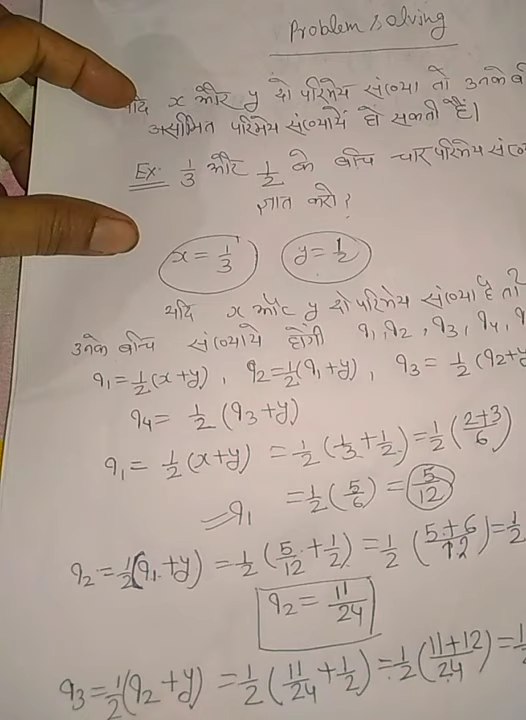 Problem solving
यदि x और y दो परिमेय संख्या तो उनके
असीमित परिमेय संख्यायें हो सकती हैं।
Ex. 1/3 और 1/2 के बीच चार परिमेय
ज्ञात करो?
x = 1/3 y = 1/2
यदि x और y दो परिमेय संख्या है तो
उनके बीच संख्याये होंगी q1, q2, q3, q4,
q1 = 1/2 (x+y), q2 = 1/2 (q1+y), q3 = 1/2 (q2+y
q4 = 1/2 (q3+y)
q1 = 1/2 (x+y) = 1/2 (1/3 + 1/2) = 1/2 (2+3/6)
= 1/2 (5/6) = 5/12
⇒ q1
q2 = 1/2 (q1+y) = 1/2 (5/12 + 1/2) = 1/2 (5+6/12) = 1/2
q2 = 11/24
q3 = 1/2 (q2+y) = 1/2 (11/24 + 1/2) = 1/2 (11+12/24) = 1/2